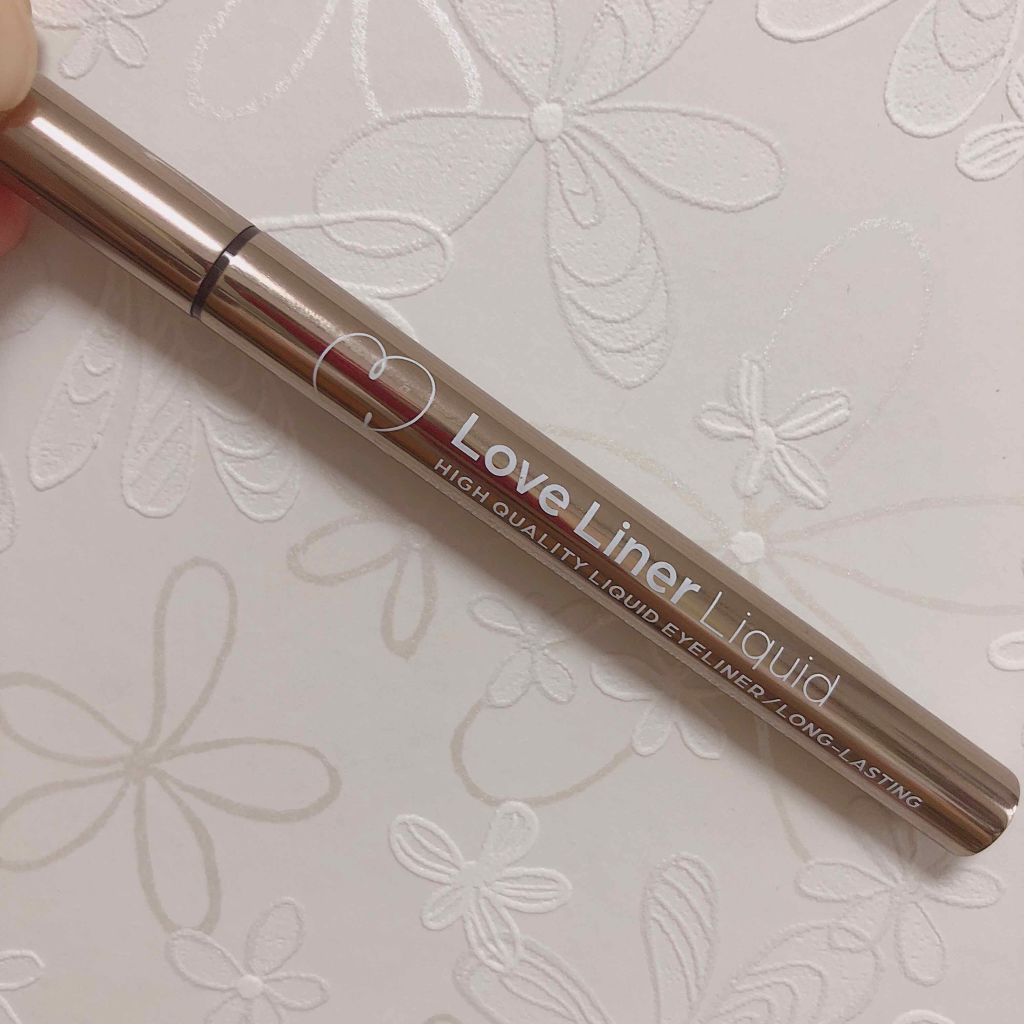 Love Liner Liquid
HIGH QUALITY LIQUID EYELINER/LONG-LASTING